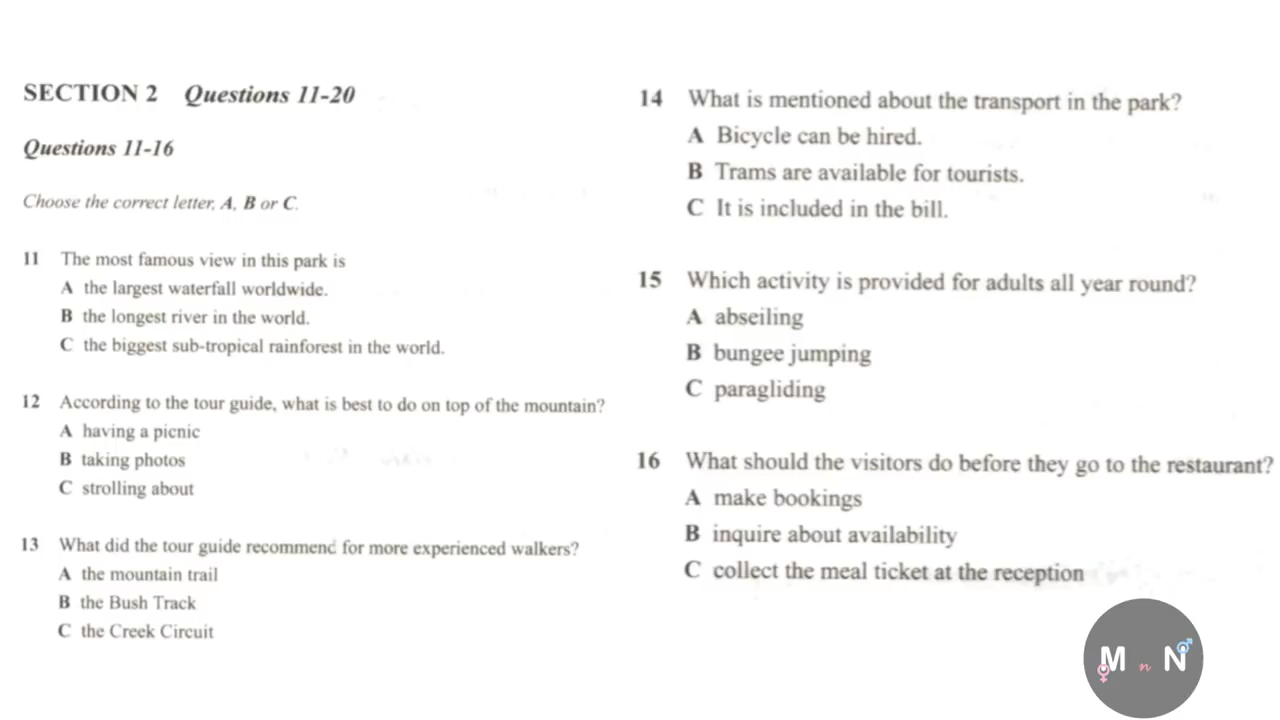 SECTION 2 Questions 11-20
Questions 11-16
Choose the correct letter, A, B or C.
11 The most famous view in this park is
A the largest waterfall worldwide.
B the longest river in the world.
C the biggest sub-tropical rainforest in the world.
12 According to the tour guide, what is best to do on top of the mountain?
A having a picnic
B taking photos
C strolling about
13 What did the tour guide recommend for more experienced walkers?
A the mountain trail
B the Bush Track
C the Creek Circuit
14 What is mentioned about the transport in the park?
A Bicycle can be hired.
B Trams are available for tourists.
C It is included in the bill.
15 Which activity is provided for adults all year round?
A abseiling
B bungee jumping
C paragliding
16 What should the visitors do before they go to the restaurant?
A make bookings
B inquire about availability
C collect the meal ticket at the reception
M n N